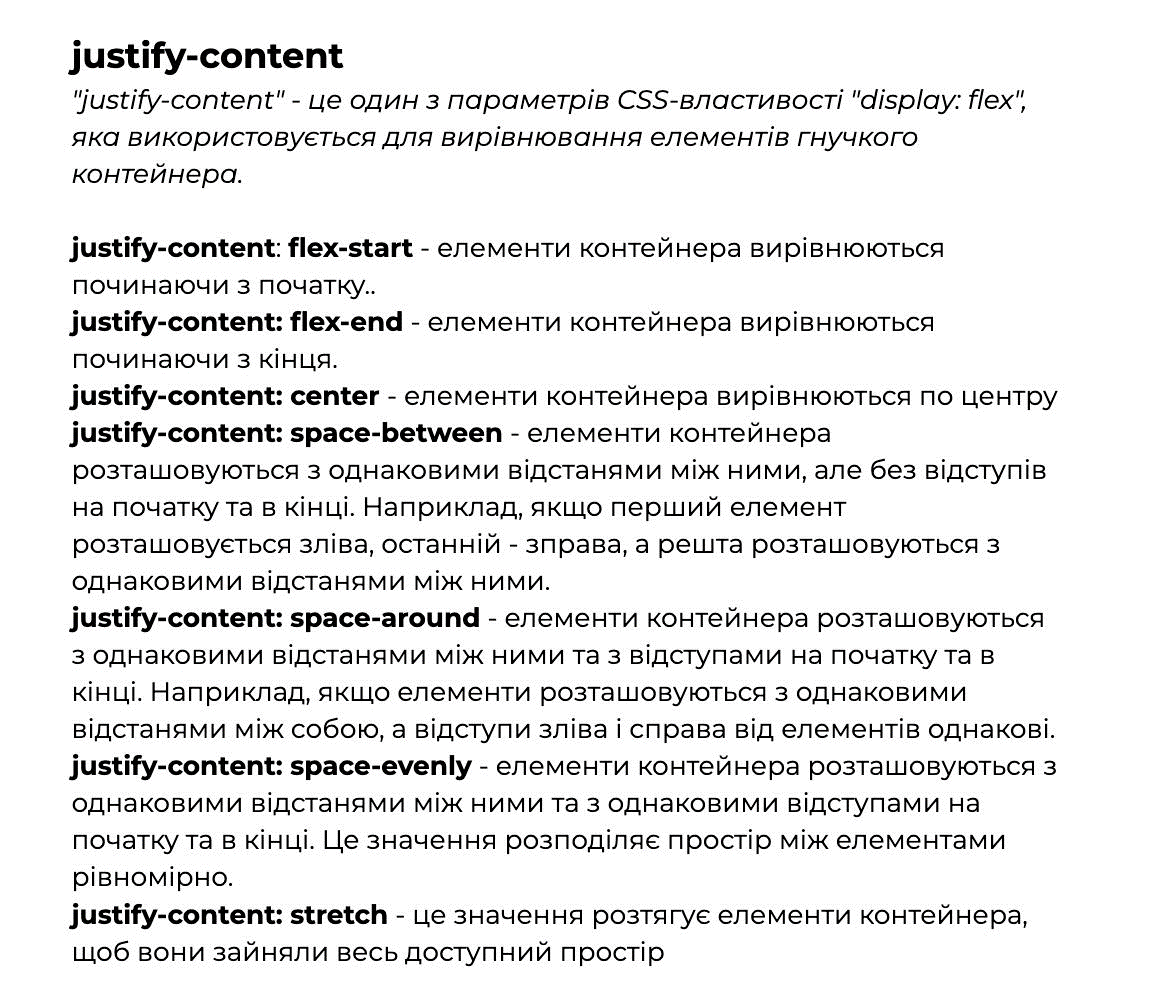 justify-content
"justify-content" - це один з параметрів CSS-властивості "display: flex",
яка використовується для вирівнювання елементів гнучкого
контейнера.
justify-content: flex-start - елементи контейнера вирівнюються
починаючи з початку..
justify-content: flex-end - елементи контейнера вирівнюються
починаючи з кінця.
justify-content: center - елементи контейнера вирівнюються по центру
justify-content: space-between - елементи контейнера
розташовуються з однаковими відстанями між ними, але без відступів
на початку та в кінці. Наприклад, якщо перший елемент
розташовується зліва, останній - зправа, а решта розташовуються з
однаковими відстанями між ними.
justify-content: space-around - елементи контейнера розташовуються
з однаковими відстанями між ними та з відступами на початку та в
кінці. Наприклад, якщо елементи розташовуються з однаковими
відстанями між собою, а відступи зліва і справа від елементів однакові.
justify-content: space-evenly - елементи контейнера розташовуються з
однаковими відстанями між ними та з однаковими відступами на
початку та в кінці. Це значення розподіляє простір між елементами
рівномірно.
justify-content: stretch - це значення розтягує елементи контейнера,
щоб вони зайняли весь доступний простір